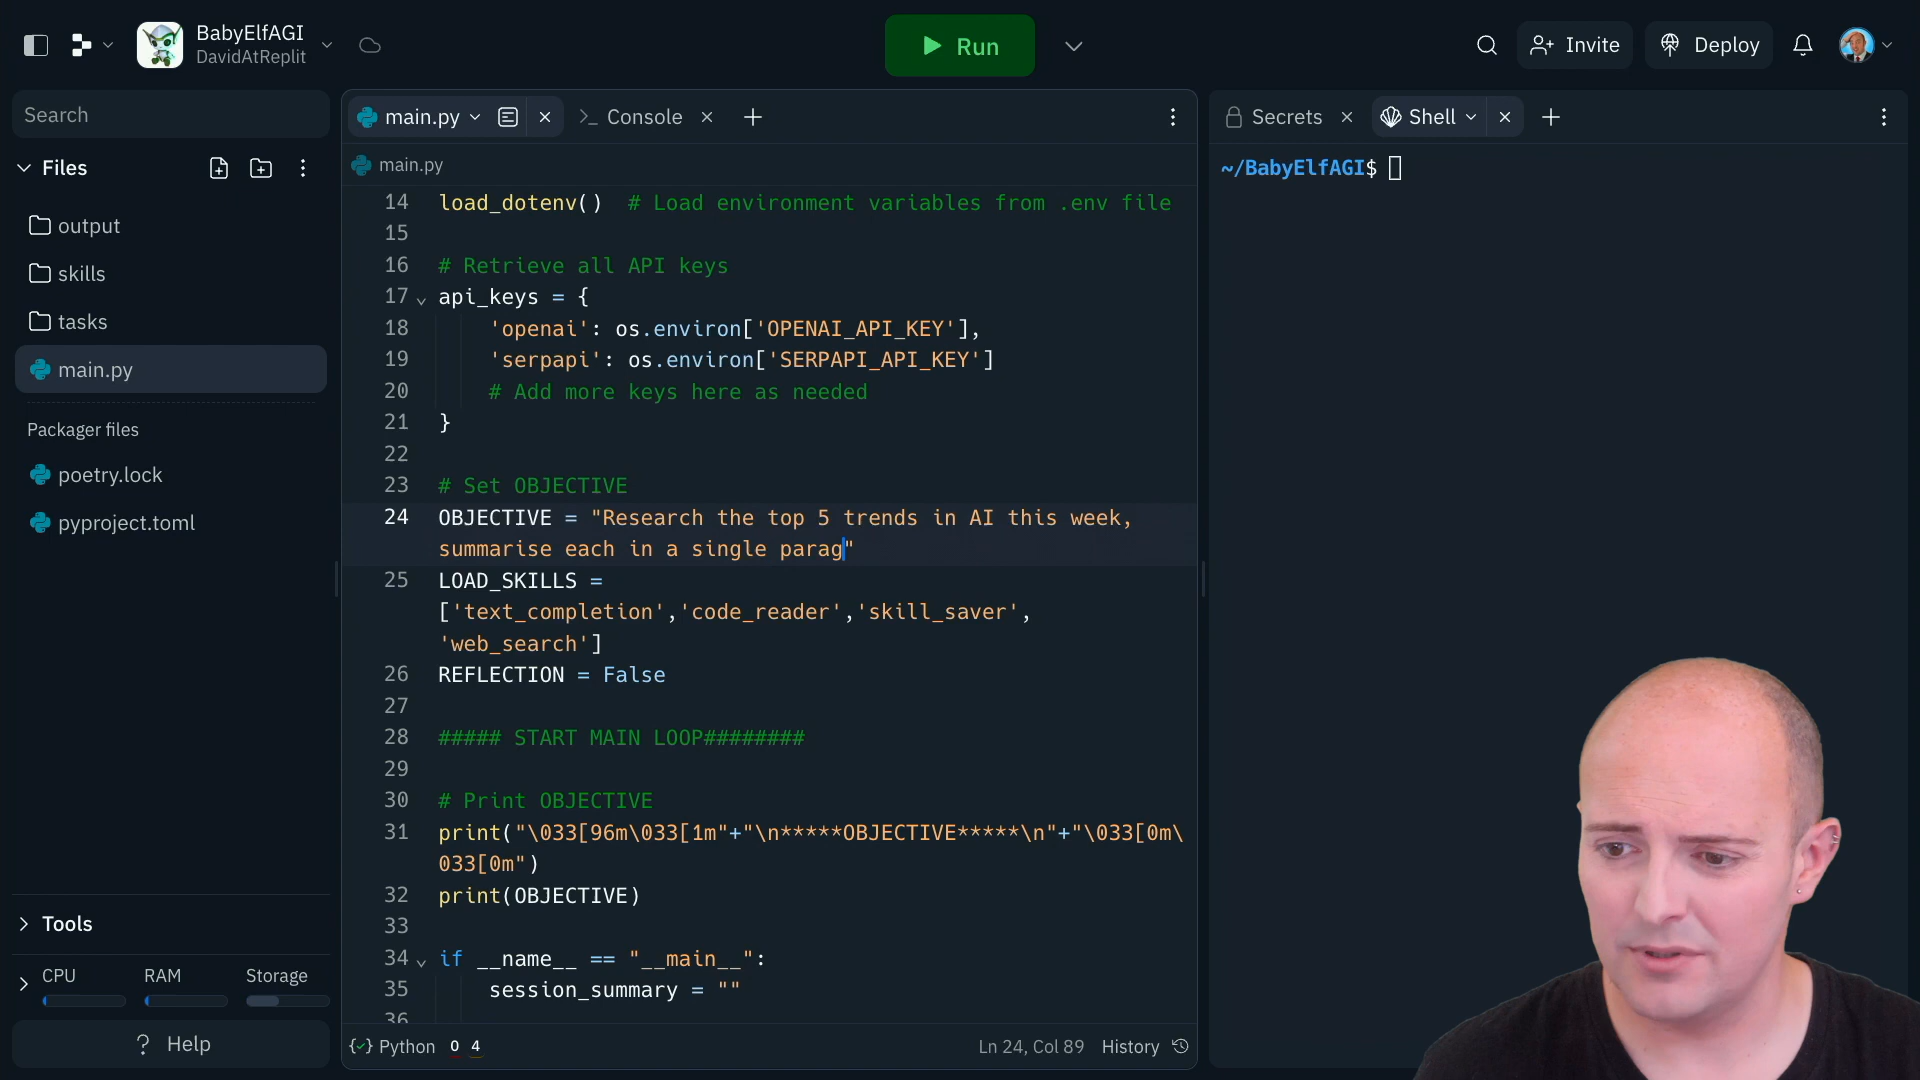 BabyElfAGI
DavidAtReplit
Run
Invite
Deploy
Search
Files
output
skills
tasks
main.py
Packager files
poetry.lock
pyproject.toml
Tools
CPU RAM Storage
? Help
main.py
>_ Console
main.py
14 load_dotenv()  # Load environment variables from .env file
15
16 # Retrieve all API keys
17 api_keys = {
18     'openai': os.environ['OPENAI_API_KEY'],
19     'serpapi': os.environ['SERPAPI_API_KEY']
20     # Add more keys here as needed
21 }
22
23 # Set OBJECTIVE
24 OBJECTIVE = "Research the top 5 trends in AI this week,
summarise each in a single parag"
25 LOAD_SKILLS =
['text_completion','code_reader','skill_saver',
'web_search']
26 REFLECTION = False
27
28 ##### START MAIN LOOP########
29
30 # Print OBJECTIVE
31 print("\033[96m\033[1m"+"\n*****OBJECTIVE*****\n"+"\033[0m\
033[0m")
32 print(OBJECTIVE)
33
34 if __name__ == "__main__":
35     session_summary = ""
36
Python 0 4
Ln 24, Col 89 History
Secrets
Shell
~/BabyElfAGI$